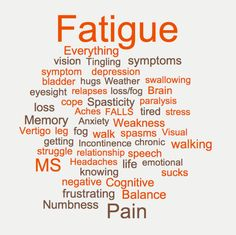 Fatigue
Everything
vision Tingling symptoms
symptom depression
bladder hugs Weather swallowing
eyesight relapses loss/fog Brain
cope Spasticity paralysis
loss Aches FALLS tired stress
Memory Anxiety Weakness
Vertigo leg fog walk spasms Visual
getting Incontinence chronic walking
struggle relationship speech
MS Headaches life emotional
knowing sucks
negative Cognitive
frustrating Balance
Numbness Pain